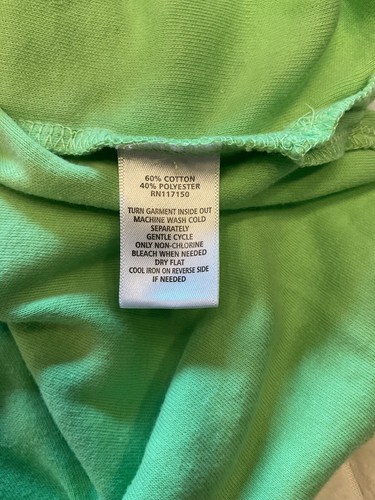 60% COTTON
40% POLYESTER
RN117150
TURN GARMENT INSIDE OUT
MACHINE WASH COLD
SEPARATELY
GENTLE CYCLE
ONLY NON-CHLORINE
BLEACH WHEN NEEDED
DRY FLAT
COOL IRON ON REVERSE SIDE
IF NEEDED